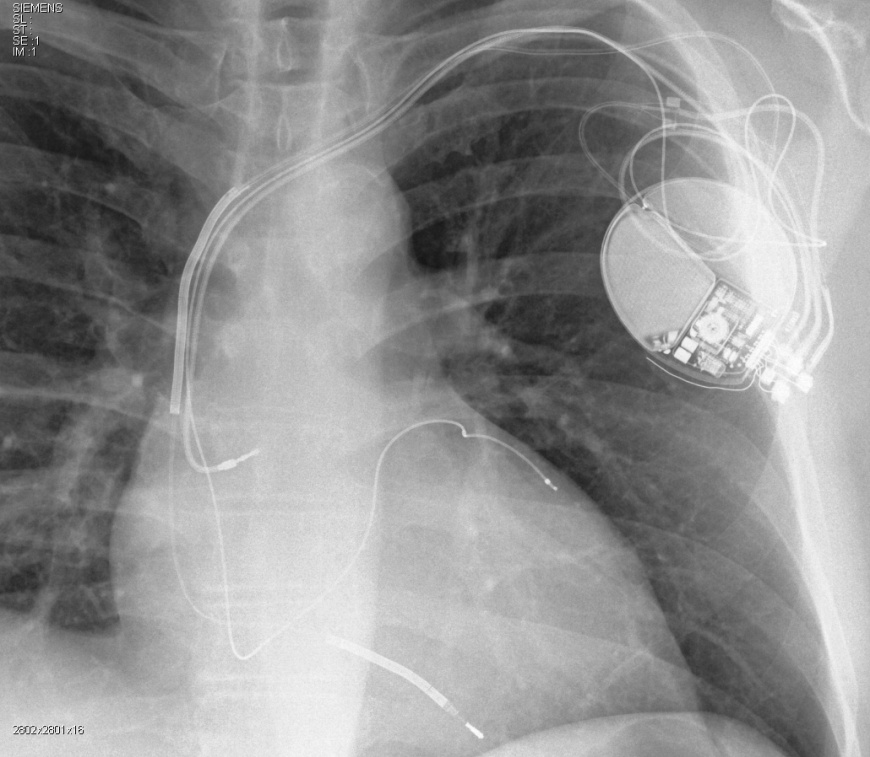 SIEMENS
SL :
ST :
SE :1
IM :1
2802x2801x16